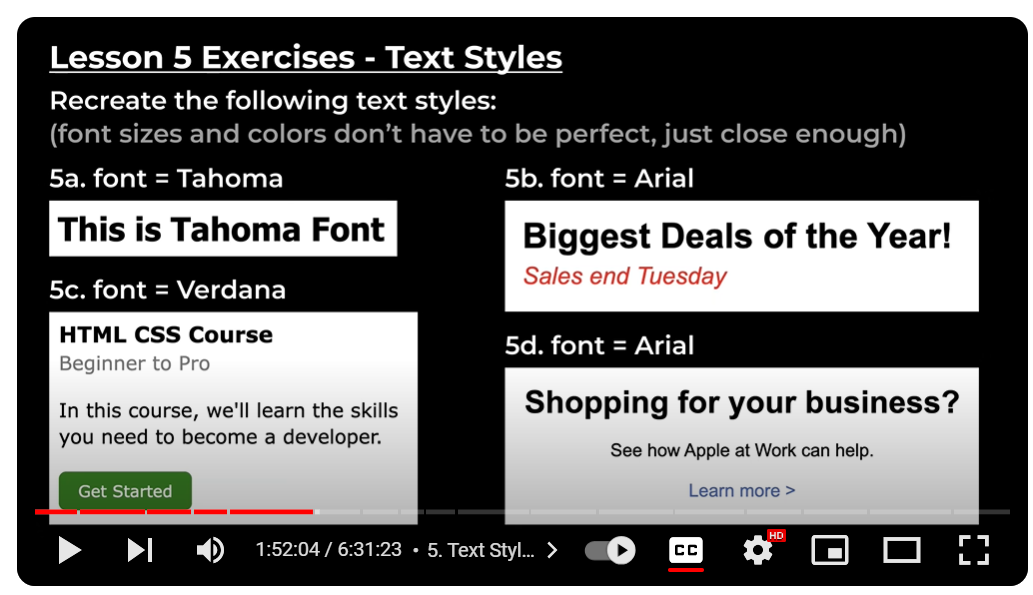 Lesson 5 Exercises - Text Styles
Recreate the following text styles:
(font sizes and colors don't have to be perfect, just close enough)
5a. font = Tahoma
This is Tahoma Font
5c. font = Verdana
HTML CSS Course
Beginner to Pro
In this course, we'll learn the skills
you need to become a developer.
Get Started
5b. font = Arial
Biggest Deals of the Year!
Sales end Tuesday
5d. font = Arial
Shopping for your business?
See how Apple at Work can help.
Learn more >
1:52:04 / 6:31:23 • 5. Text Styl... >
CC
HD